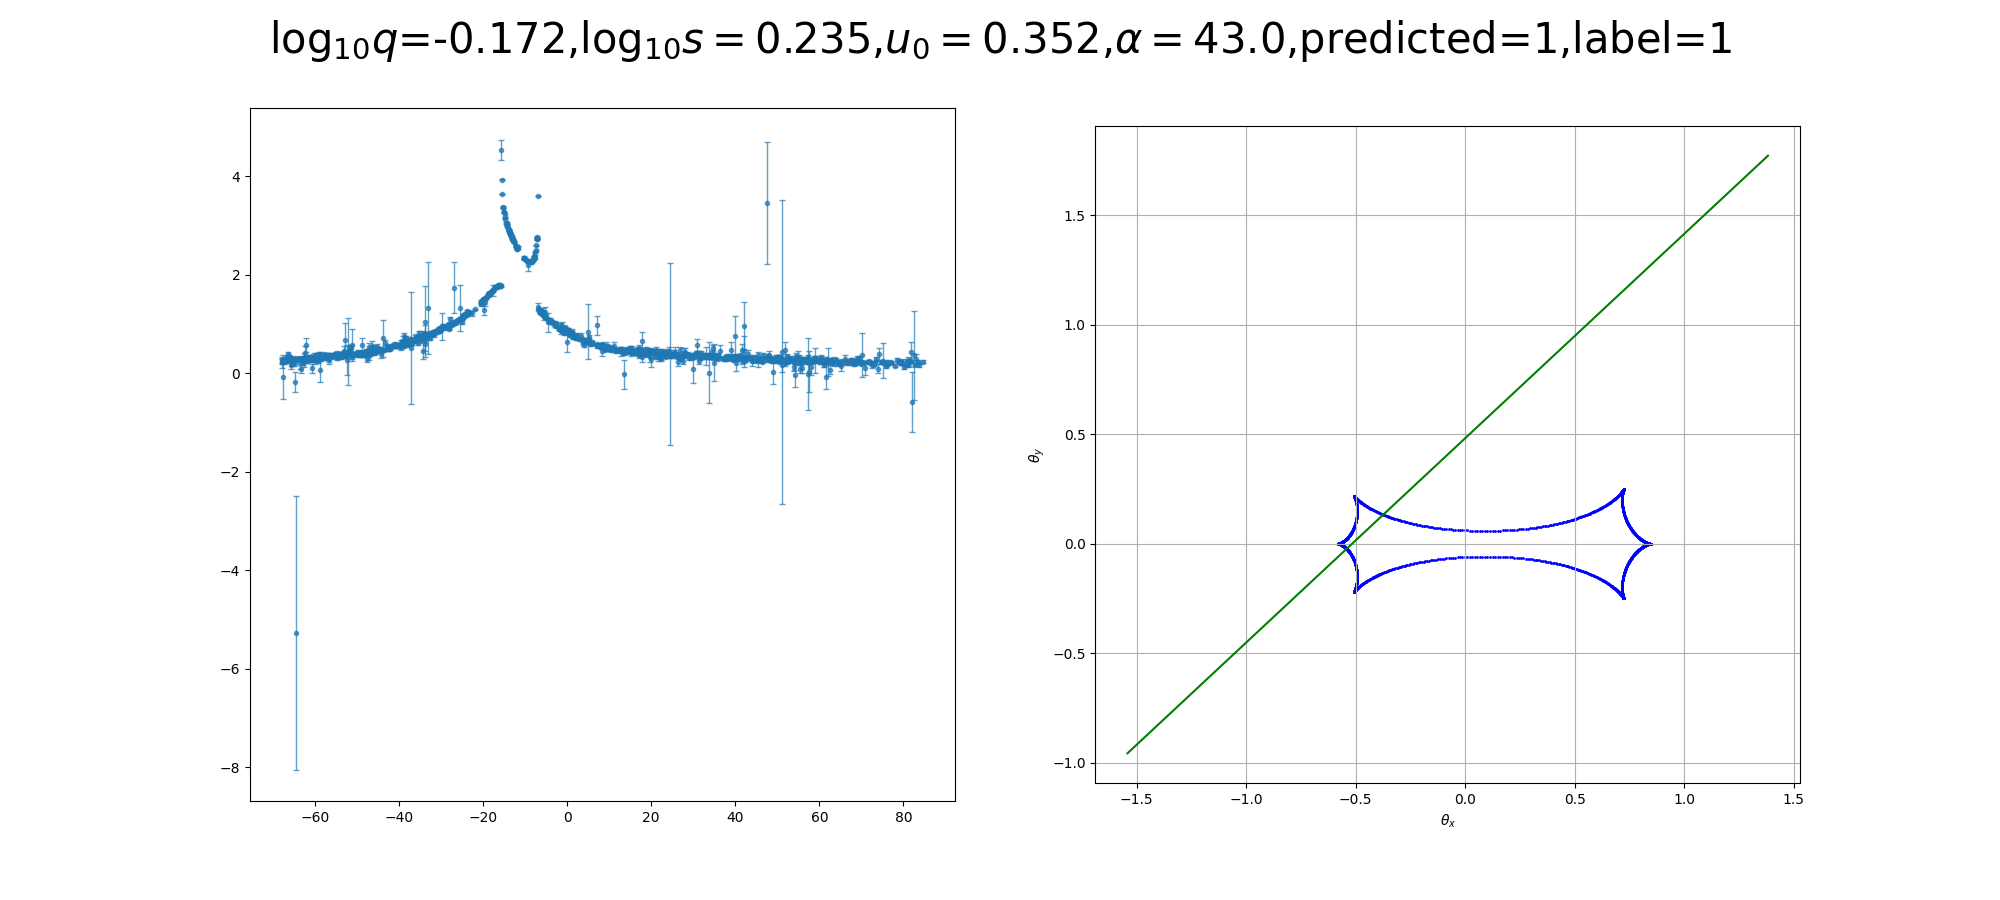 log₁₀q=-0.172,log₁₀s = 0.235,u₀ = 0.352,α = 43.0,predicted=1,label=1
4
2
0
−2
−4
−6
−8
−60 −40 −20 0 20 40 60 80
1.5
1.0
0.5
0.0
−0.5
−1.0
θy
−1.5 −1.0 −0.5 0.0 0.5 1.0 1.5
θx